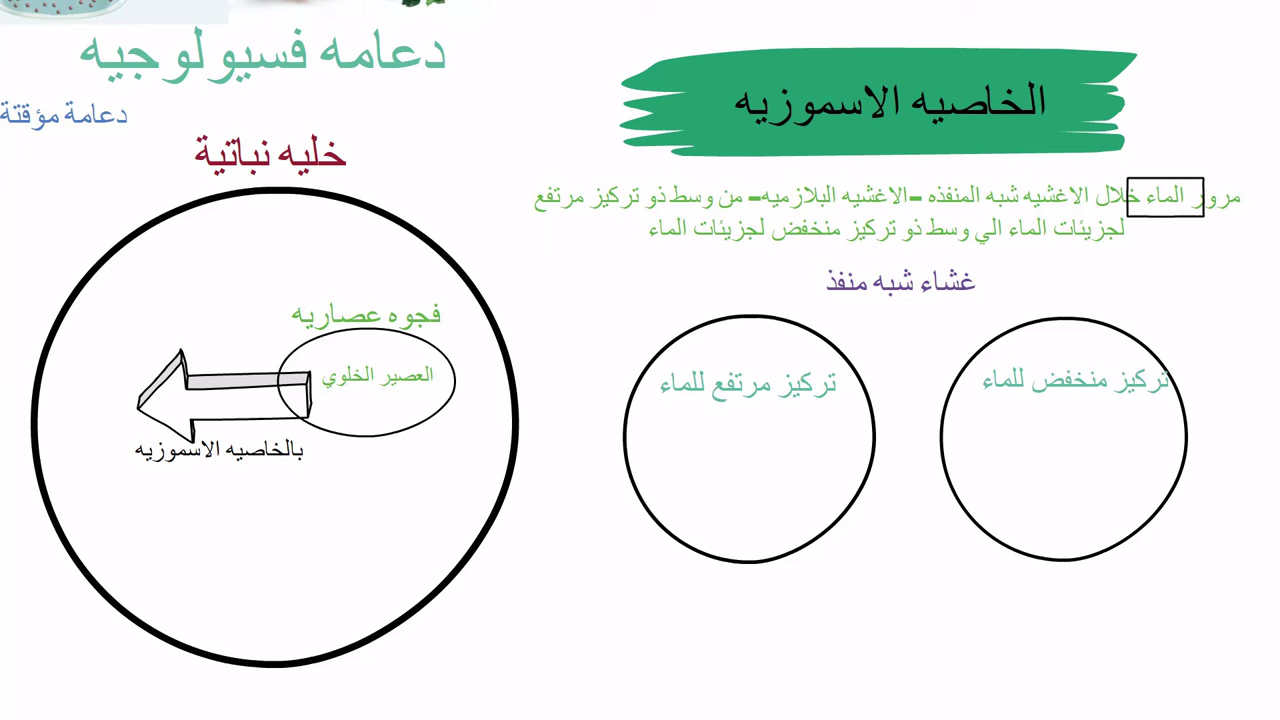 دعامه فسيولوجيه
دعامة مؤقتة
خليه نباتية
فجوه عصاريه
العصير الخلوي
بالخاصيه الاسموزيه
الخاصيه الاسموزيه
مرور الماء خلال الاغشيه شبه المنفذه -الاغشيه البلازميه- من وسط ذو تركيز مرتفع
لجزيئات الماء الي وسط ذو تركيز منخفض لجزيئات الماء
غشاء شبه منفذ
تركيز منخفض للماء
تركيز مرتفع للماء